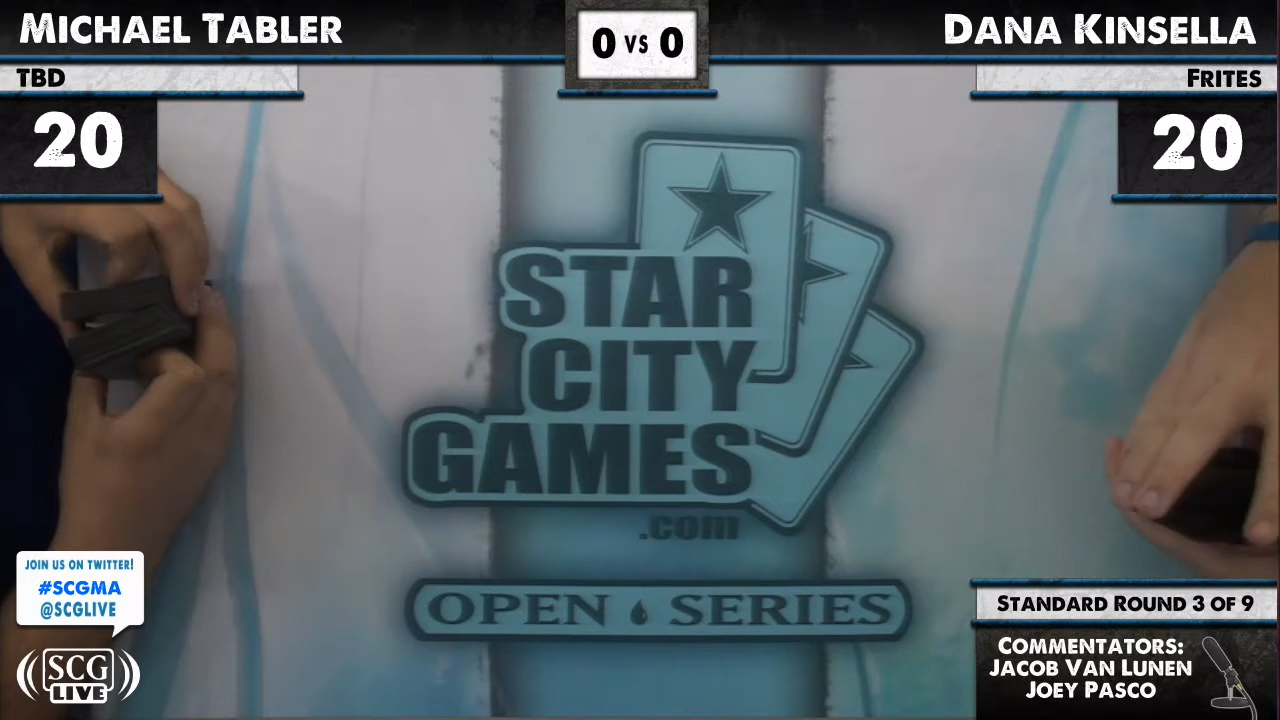 MICHAEL TABLER
0 VS 0
DANA KINSELLA
TBD
FRITES
20
20
STAR
CITY
GAMES
.com
OPEN SERIES
JOIN US ON TWITTER!
#SCGMA
@SCGLIVE
SCG
LIVE
STANDARD ROUND 3 OF 9
COMMENTATORS:
JACOB VAN LUNEN
JOEY PASCO